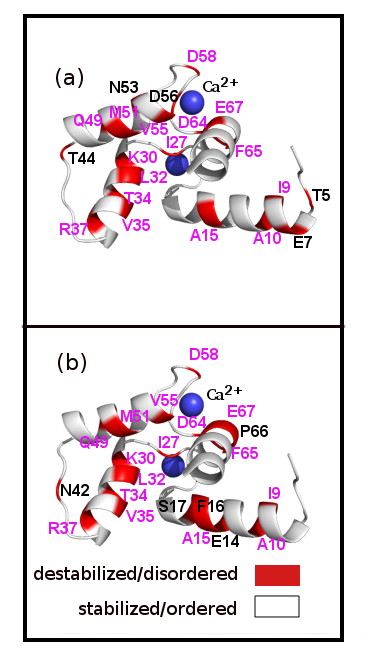 D58
(a)
N53 Ca²⁺
D56
M51 E67
Q49 V55 D64
I27
T44 K30 F65
L32
I9
T34 T5
R37 V35
A15 A10 E7
D58
(b)
V55 Ca²⁺
M51 D64 E67
Q49 I27 P66
K30 F65
L32
N42 T34 I9
S17 F16
R37 V35
A15 E14 A10
destabilized/disordered
stabilized/ordered